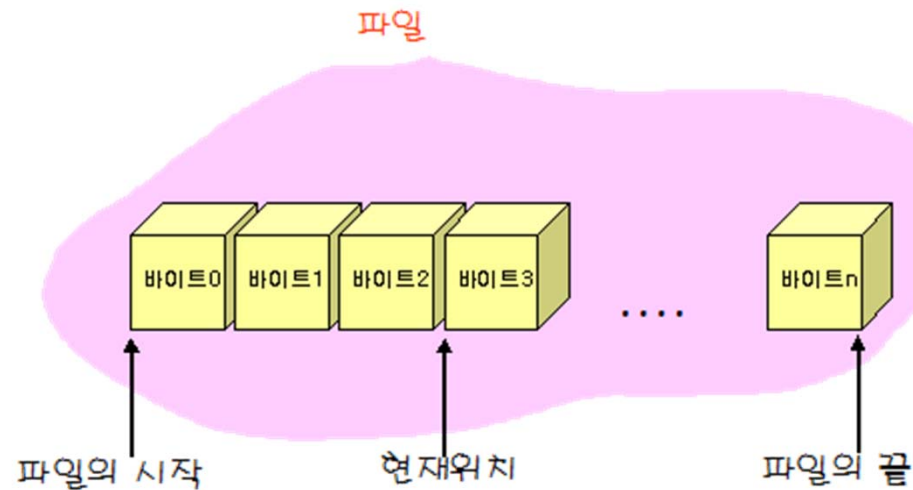 파일
바이트0 바이트1 바이트2 바이트3 .... 바이트n
파일의 시작 현재위치 파일의 끝